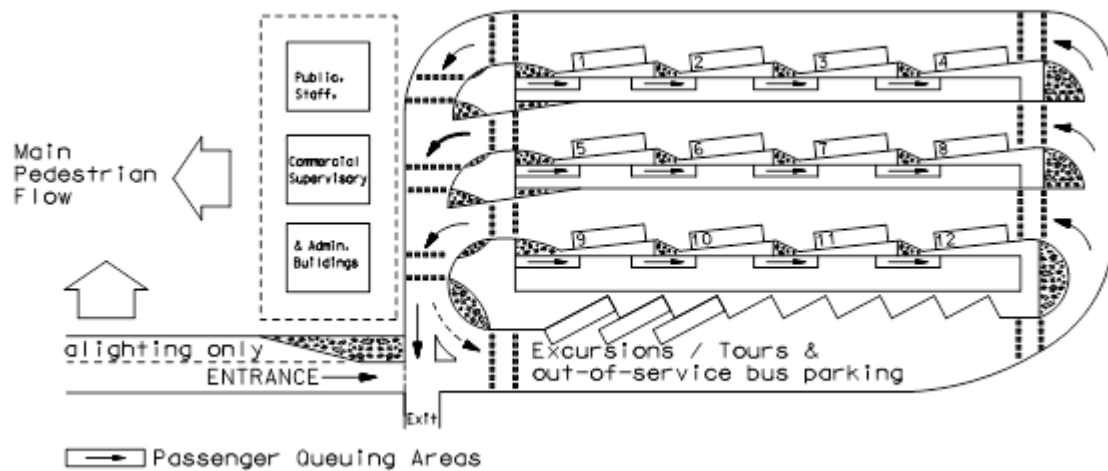 1 2 3 4
Public.
Staff.
5 6 7 8
Main
Pedestrian
Flow
Commercial
Supervisory
9 10 11 12
& Admin.
Buildings
alighting only
ENTRANCE
Excursions / Tours &
out-of-service bus parking
Exit
Passenger Queuing Areas